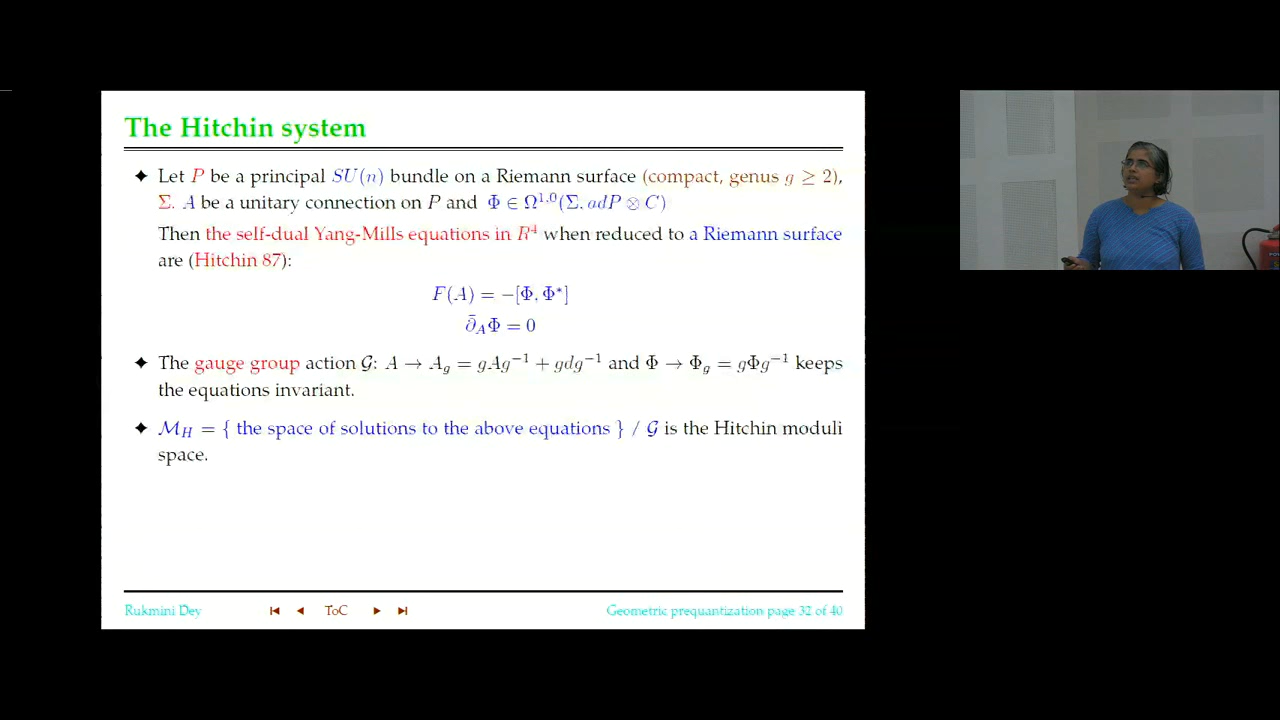 The Hitchin system
✦ Let P be a principal SU(n) bundle on a Riemann surface (compact, genus g ≥ 2),
Σ. A be a unitary connection on P and Φ ∈ Ω^{1,0}(Σ, adP ⊗ C)
Then the self-dual Yang-Mills equations in R^4 when reduced to a Riemann surface
are (Hitchin 87):
F(A) = −[Φ, Φ*]
∂̄_A Φ = 0
✦ The gauge group action 𝒢: A → A_g = gAg^{−1} + gdg^{−1} and Φ → Φ_g = gΦg^{−1} keeps
the equations invariant.
✦ ℳ_H = { the space of solutions to the above equations } / 𝒢 is the Hitchin moduli
space.
Rukmini Dey ToC Geometric prequantization page 32 of 40